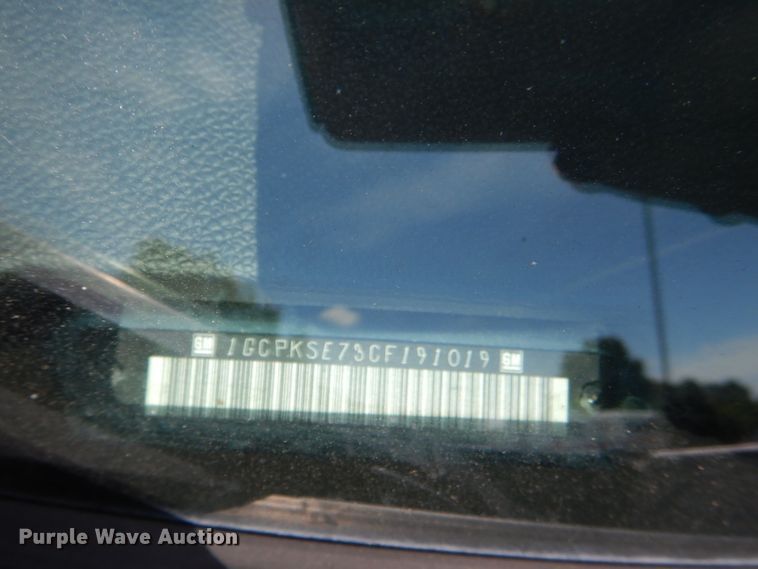 GM 1GCPKSE73CF191019 GM
Purple Wave Auction®